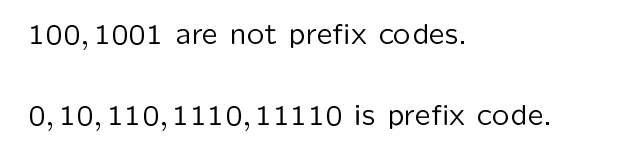 100, 1001 are not prefix codes.
0, 10, 110, 1110, 11110 is prefix code.